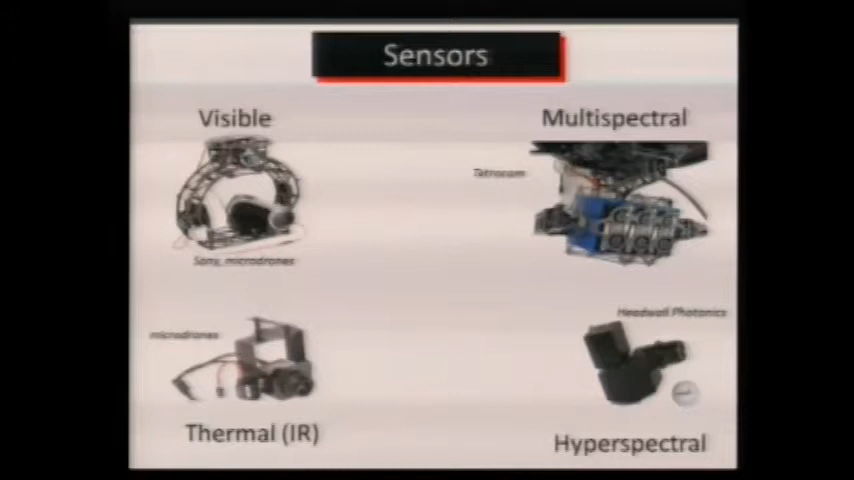 Sensors
Visible
Multispectral
Tetracam
Sony, microdrones
Headwall Photonics
microdrones
Thermal (IR)
Hyperspectral